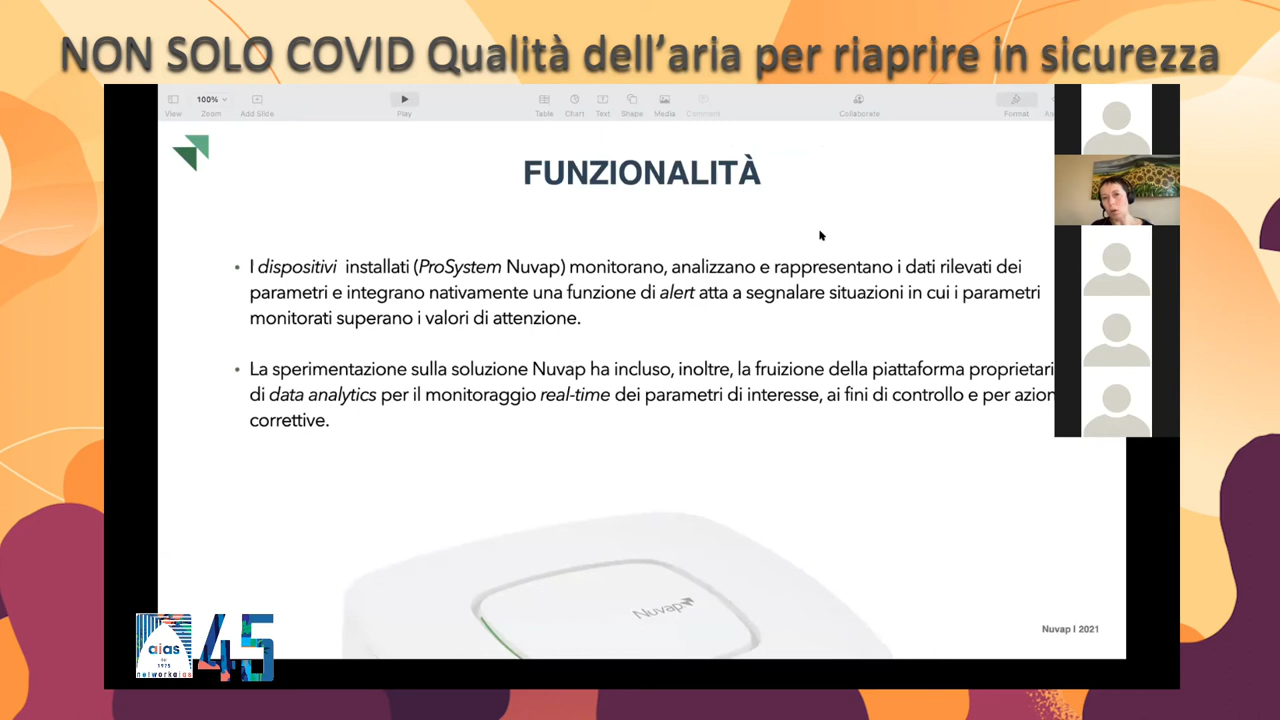 NON SOLO COVID Qualità dell'aria per riaprire in sicurezza
100%
View
Zoom
Add Slide
Play
Table
Chart
Text
Shape
Media
Comment
Collaborate
Format
FUNZIONALITÀ
• I dispositivi installati (ProSystem Nuvap) monitorano, analizzano e rappresentano i dati rilevati dei
parametri e integrano nativamente una funzione di alert atta a segnalare situazioni in cui i parametri
monitorati superano i valori di attenzione.
• La sperimentazione sulla soluzione Nuvap ha incluso, inoltre, la fruizione della piattaforma proprietari
di data analytics per il monitoraggio real-time dei parametri di interesse, ai fini di controllo e per azion
correttive.
Nuvap
Nuvap | 2021
aias
dal
1975
networkaias
45